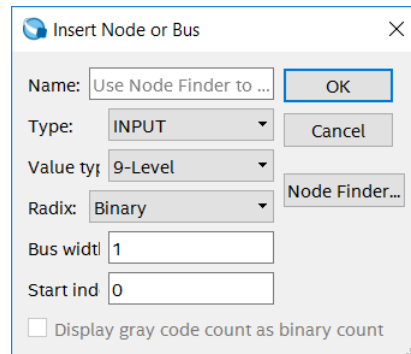 Insert Node or Bus
Name: Use Node Finder to ... OK
Type: INPUT Cancel
Value typ 9-Level
Node Finder...
Radix: Binary
Bus widtl 1
Start ind 0
Display gray code count as binary count